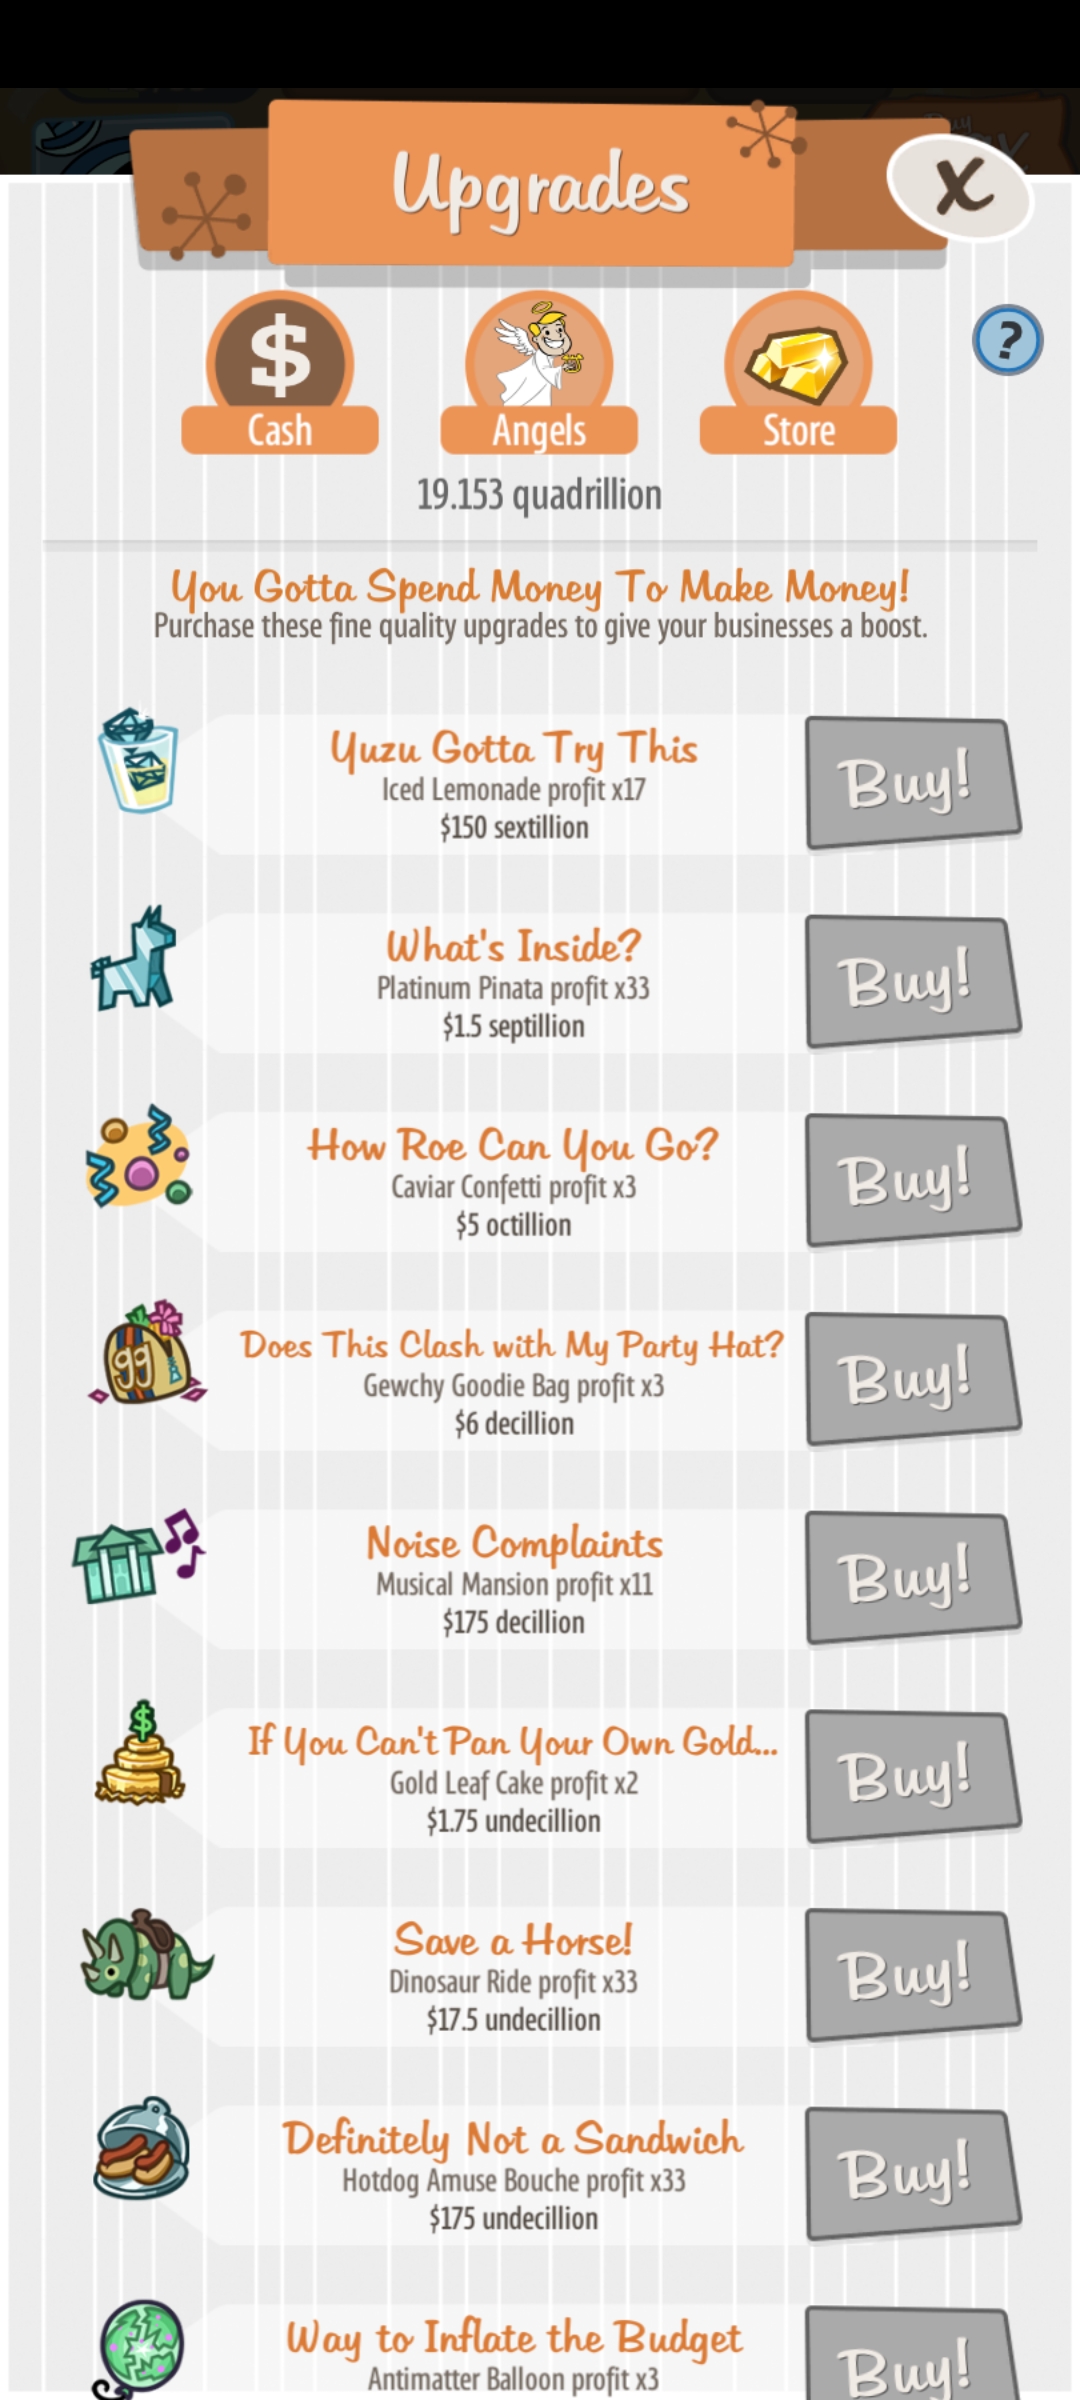 Upgrades
X
$
?
Cash
Angels
Store
19.153 quadrillion
You Gotta Spend Money To Make Money!
Purchase these fine quality upgrades to give your businesses a boost.
Yuzu Gotta Try This
Iced Lemonade profit x17
$150 sextillion
Buy!
What's Inside?
Platinum Pinata profit x33
$1.5 septillion
Buy!
How Roe Can You Go?
Caviar Confetti profit x3
$5 octillion
Buy!
gg
Does This Clash with My Party Hat?
Gewchy Goodie Bag profit x3
$6 decillion
Buy!
Noise Complaints
Musical Mansion profit x11
$175 decillion
Buy!
$
If You Can't Pan Your Own Gold...
Gold Leaf Cake profit x2
$1.75 undecillion
Buy!
Save a Horse!
Dinosaur Ride profit x33
$17.5 undecillion
Buy!
Definitely Not a Sandwich
Hotdog Amuse Bouche profit x33
$175 undecillion
Buy!
Way to Inflate the Budget
Antimatter Balloon profit x3
Buy!